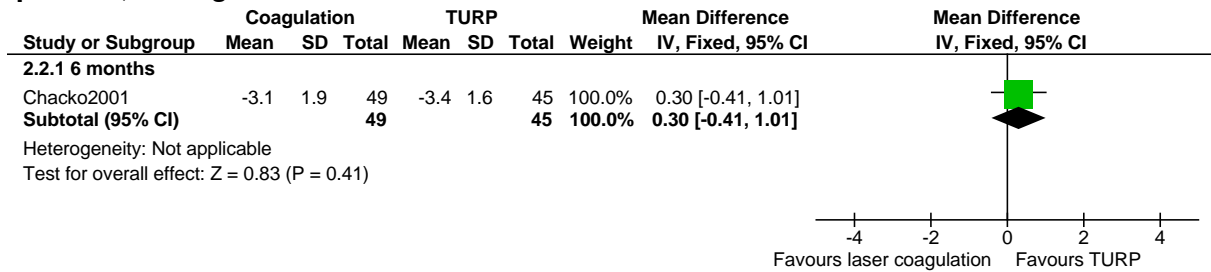 Coagulation TURP Mean Difference Mean Difference
Study or Subgroup Mean SD Total Mean SD Total Weight IV, Fixed, 95% CI IV, Fixed, 95% CI
2.2.1 6 months
Chacko2001 -3.1 1.9 49 -3.4 1.6 45 100.0% 0.30 [-0.41, 1.01]
Subtotal (95% CI) 49 45 100.0% 0.30 [-0.41, 1.01]
Heterogeneity: Not applicable
Test for overall effect: Z = 0.83 (P = 0.41)
-4 -2 0 2 4
Favours laser coagulation Favours TURP